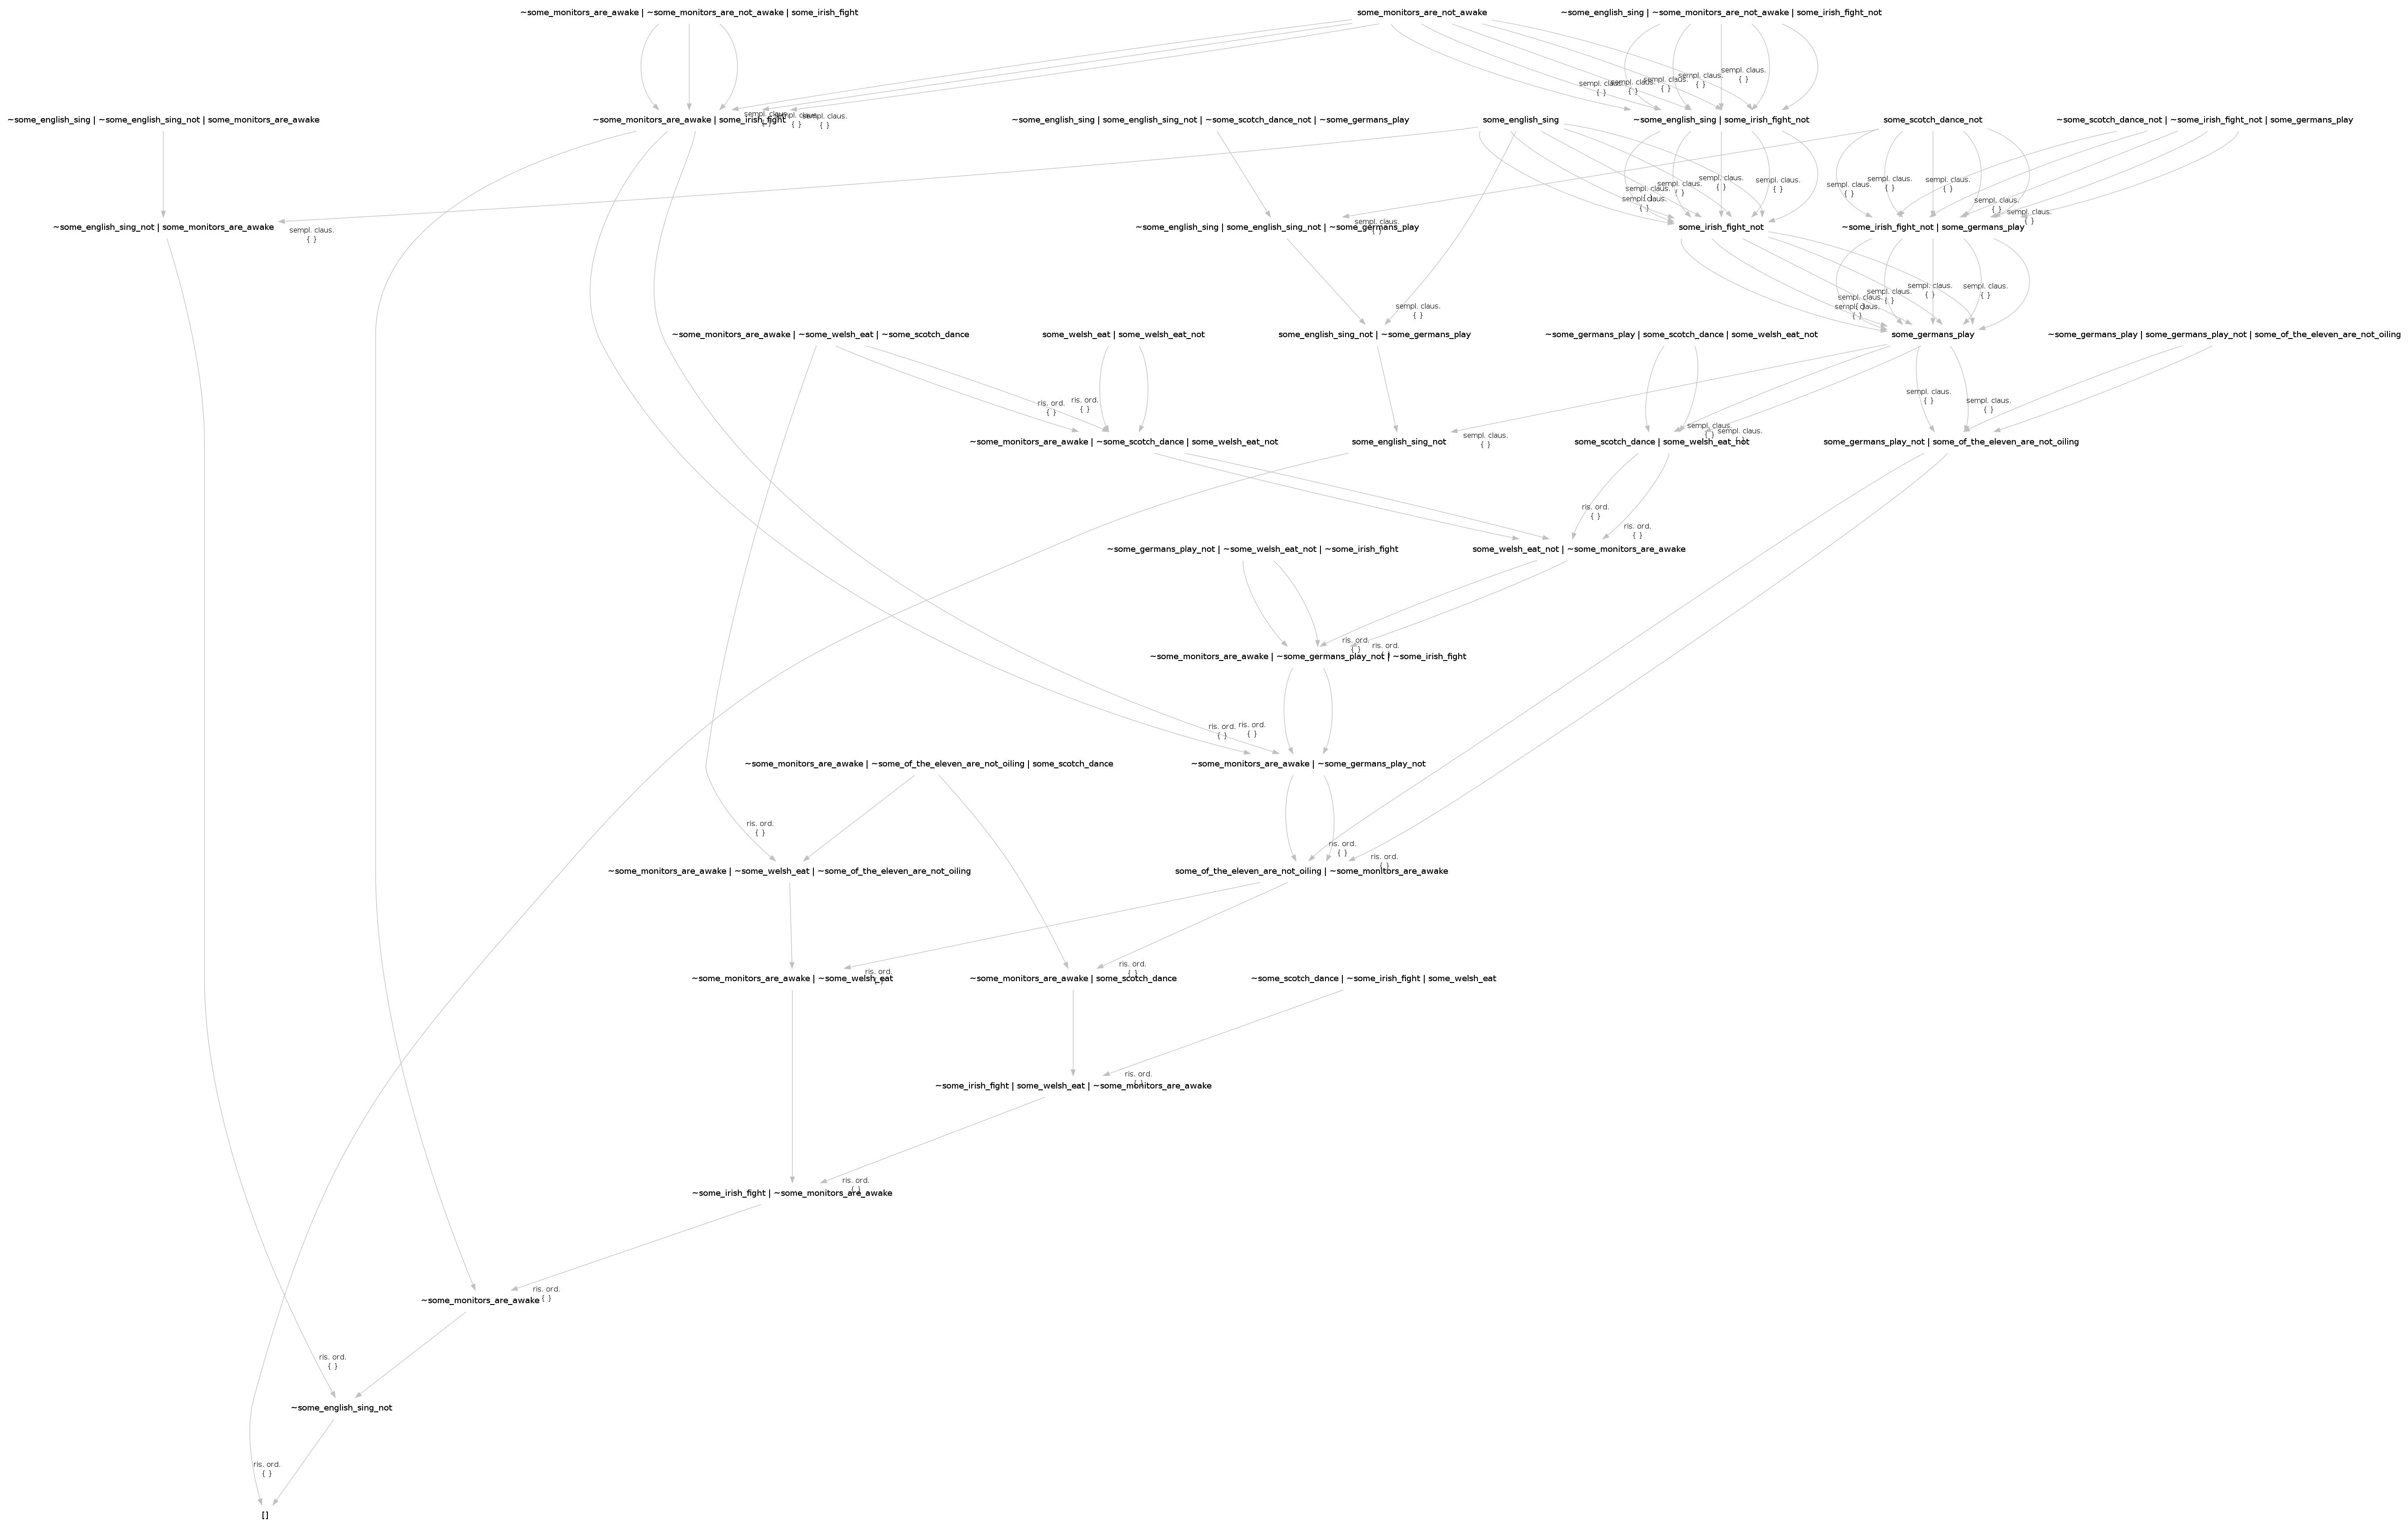 ~some_monitors_are_awake | ~some_monitors_are_not_awake | some_irish_fight
some_monitors_are_not_awake
~some_english_sing | ~some_monitors_are_not_awake | some_irish_fight_not
sempl. claus.
{ }
sempl. claus.
{ }
sempl. claus.
{ }
sempl. claus.
{ }
sempl. claus.
{ }
~some_english_sing | ~some_english_sing_not | some_monitors_are_awake
~some_monitors_are_awake | some_irish_fight
sempl. claus.
{ }
sempl. claus.
{ }
sempl. claus.
{ }
~some_english_sing | some_english_sing_not | ~some_scotch_dance_not | ~some_germans_play
some_english_sing
~some_english_sing | some_irish_fight_not
some_scotch_dance_not
~some_scotch_dance_not | ~some_irish_fight_not | some_germans_play
sempl. claus.
{ }
sempl. claus.
{ }
sempl. claus.
{ }
sempl. claus.
{ }
sempl. claus.
{ }
sempl. claus.
{ }
sempl. claus.
{ }
sempl. claus.
{ }
sempl. claus.
{ }
sempl. claus.
{ }
~some_english_sing_not | some_monitors_are_awake
sempl. claus.
{ }
~some_english_sing | some_english_sing_not | ~some_germans_play
sempl. claus.
{ }
some_irish_fight_not
~some_irish_fight_not | some_germans_play
sempl. claus.
{ }
sempl. claus.
{ }
sempl. claus.
{ }
sempl. claus.
{ }
sempl. claus.
{ }
sempl. claus.
{ }
~some_monitors_are_awake | ~some_welsh_eat | ~some_scotch_dance
some_welsh_eat | some_welsh_eat_not
some_english_sing_not | ~some_germans_play
~some_germans_play | some_scotch_dance | some_welsh_eat_not
some_germans_play
~some_germans_play | some_germans_play_not | some_of_the_eleven_are_not_oiling
ris. ord.
{ }
ris. ord.
{ }
sempl. claus.
{ }
sempl. claus.
{ }
~some_monitors_are_awake | ~some_scotch_dance | some_welsh_eat_not
some_english_sing_not
sempl. claus.
{ }
some_scotch_dance | some_welsh_eat_not
sempl. claus.
{ }
sempl. claus.
{ }
some_germans_play_not | some_of_the_eleven_are_not_oiling
ris. ord.
{ }
ris. ord.
{ }
~some_germans_play_not | ~some_welsh_eat_not | ~some_irish_fight
some_welsh_eat_not | ~some_monitors_are_awake
ris. ord.
{ }
ris. ord.
{ }
~some_monitors_are_awake | ~some_germans_play_not | ~some_irish_fight
ris. ord.
{ }
ris. ord.
{ }
~some_monitors_are_awake | ~some_of_the_eleven_are_not_oiling | some_scotch_dance
~some_monitors_are_awake | ~some_germans_play_not
ris. ord.
{ }
ris. ord.
{ }
ris. ord.
{ }
~some_monitors_are_awake | ~some_welsh_eat | ~some_of_the_eleven_are_not_oiling
some_of_the_eleven_are_not_oiling | ~some_monitors_are_awake
ris. ord.
{ }
ris. ord.
{ }
~some_monitors_are_awake | ~some_welsh_eat
~some_monitors_are_awake | some_scotch_dance
~some_scotch_dance | ~some_irish_fight | some_welsh_eat
ris. ord.
{ }
~some_irish_fight | some_welsh_eat | ~some_monitors_are_awake
ris. ord.
{ }
~some_irish_fight | ~some_monitors_are_awake
ris. ord.
{ }
~some_monitors_are_awake
ris. ord.
{ }
~some_english_sing_not
ris. ord.
{ }
[]